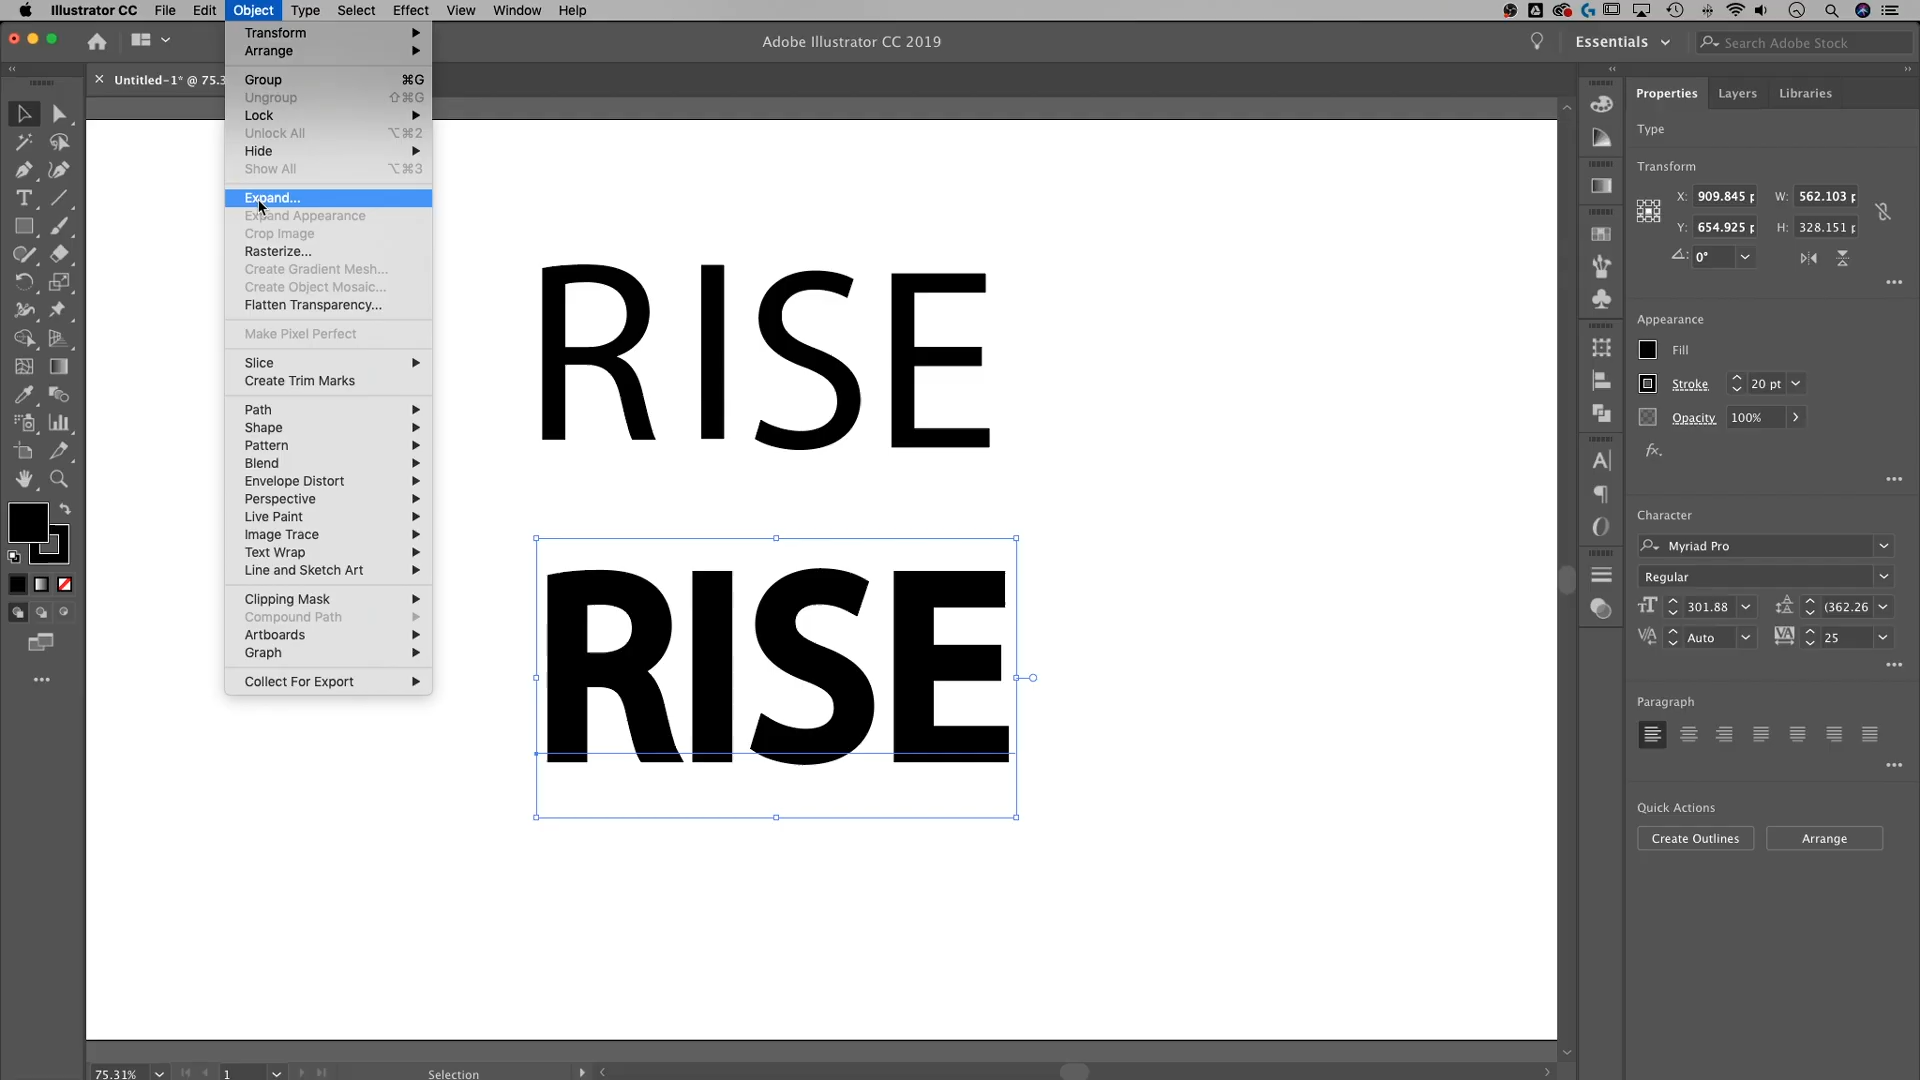 Illustrator CC File Edit Object Type Select Effect View Window Help
Adobe Illustrator CC 2019
Essentials
Search Adobe Stock
Untitled-1* @ 75.3
Transform
Arrange
Group ⌘G
Ungroup ⇧⌘G
Lock
Unlock All ⌥⌘2
Hide
Show All ⌥⌘3
Expand...
Expand Appearance
Crop Image
Rasterize...
Create Gradient Mesh...
Create Object Mosaic...
Flatten Transparency...
Make Pixel Perfect
Slice
Create Trim Marks
Path
Shape
Pattern
Blend
Envelope Distort
Perspective
Live Paint
Image Trace
Text Wrap
Line and Sketch Art
Clipping Mask
Compound Path
Artboards
Graph
Collect For Export
RISE
RISE
Properties Layers Libraries
Type
Transform
X: 909.845 p W: 562.103 p
Y: 654.925 p H: 328.151 p
0°
Appearance
Fill
Stroke 20 pt
Opacity 100%
fx.
Character
Myriad Pro
Regular
301.88 (362.26
Auto 25
Paragraph
Quick Actions
Create Outlines Arrange
75.31% 1 Selection